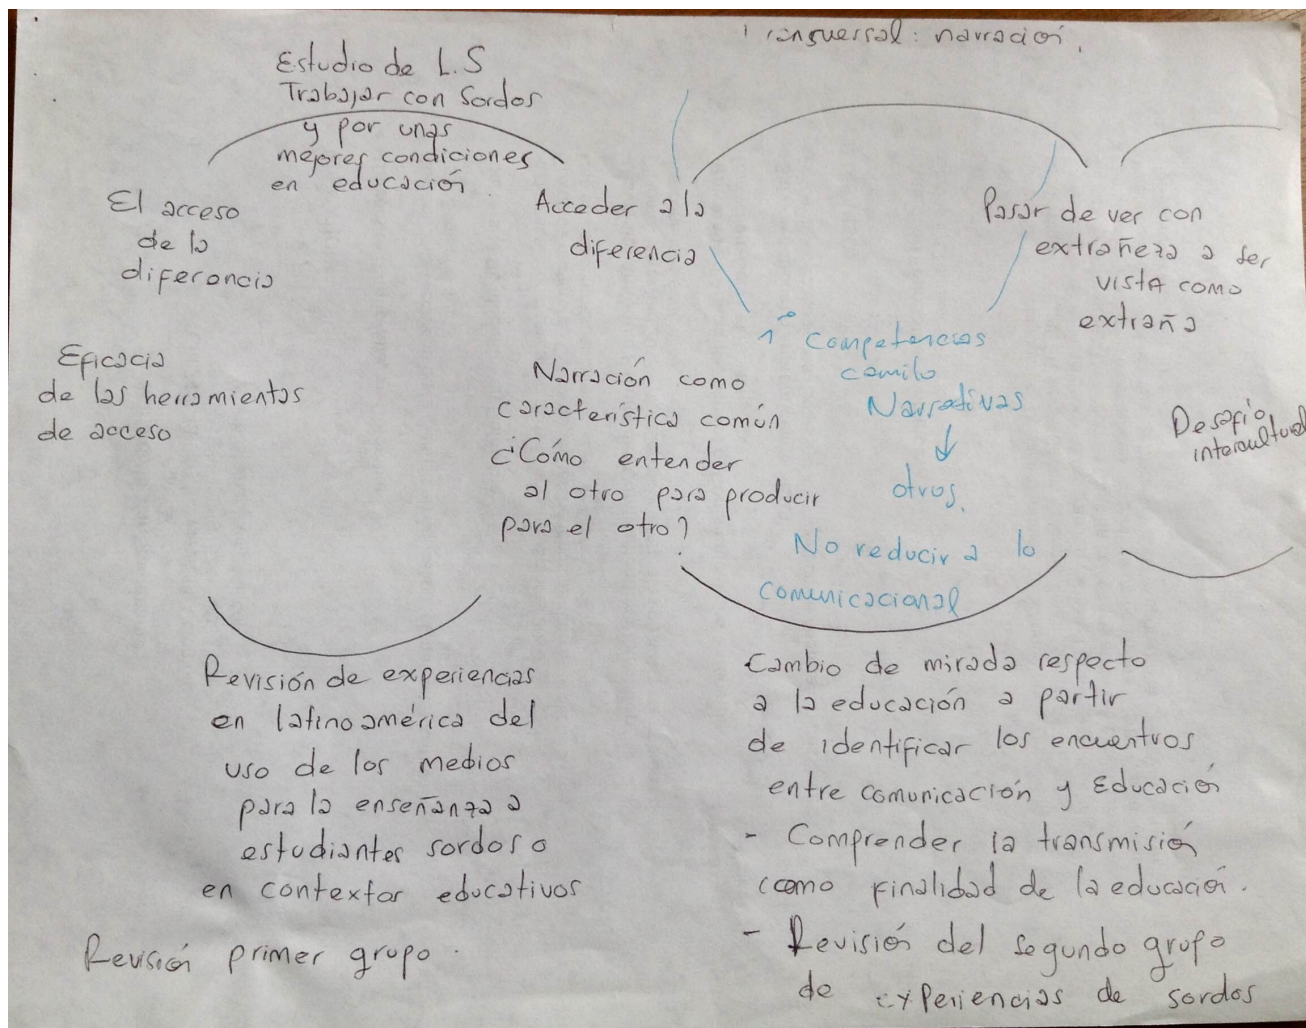 Transversal: narración.
Estudio de L.S
Trabajar con Sordos
y por unas
mejores condiciones
en educación.
El acceso
de la
diferencia
Acceder a la
diferencia
Pasar de ver con
extrañeza a ser
vista como
extraña
Eficacia
de las herramientas
de acceso
Narración como
característica común
¿Cómo entender
al otro para producir
para el otro?
1º Competencias
camilo
Narrativas
otros.
No reducir a lo
comunicacional
Desafío
intercultural
Revisión de experiencias
en latinoamérica del
uso de los medios
para la enseñanza a
estudiantes sordos o
en contextos educativos
Revisión primer grupo.
Cambio de mirada respecto
a la educación a partir
de identificar los encuentros
entre comunicación y Educación
- Comprender la transmisión
como finalidad de la educación.
- Revisión del segundo grupo
de experiencias de sordos